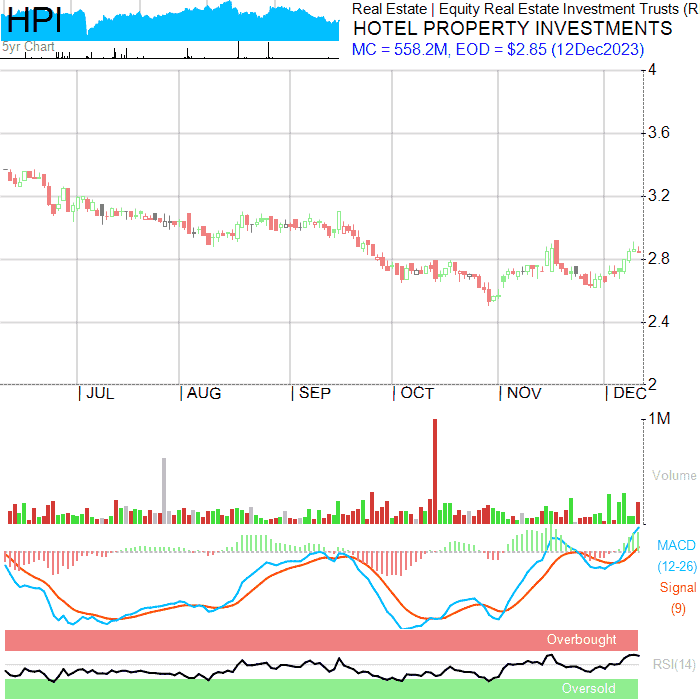 HPI
5yr Chart
Real Estate | Equity Real Estate Investment Trusts (R
HOTEL PROPERTY INVESTMENTS
MC = 558.2M, EOD = $2.85 (12Dec2023)
4
3.6
3.2
2.8
2.4
2
|JUL |AUG |SEP |OCT |NOV |DEC
1M
Volume
MACD
(12-26)
Signal
(9)
Overbought
RSI(14)
Oversold